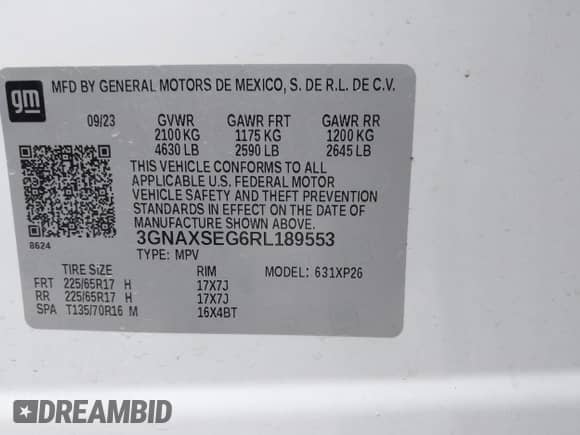 gm MFD BY GENERAL MOTORS DE MEXICO, S. DE R.L. DE C.V.
09/23 GVWR GAWR FRT GAWR RR
2100 KG 1175 KG 1200 KG
4630 LB 2590 LB 2645 LB
THIS VEHICLE CONFORMS TO ALL
APPLICABLE U.S. FEDERAL MOTOR
VEHICLE SAFETY AND THEFT PREVENTION
STANDARDS IN EFFECT ON THE DATE OF
MANUFACTURE SHOWN ABOVE.
8624 3GNAXSEG6RL189553
TYPE: MPV
TIRE SIZE RIM MODEL: 631XP26
FRT 225/65R17 H 17X7J
RR 225/65R17 H 17X7J
SPA T135/70R16 M 16X4BT
DREAMBID